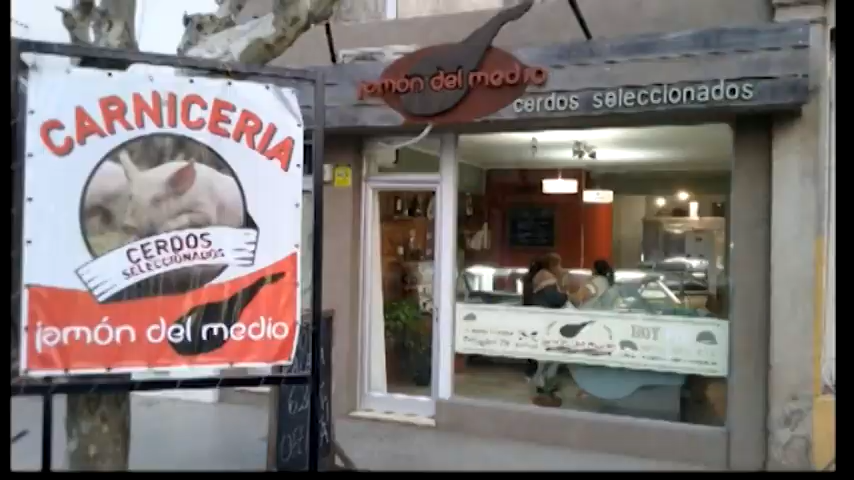 CARNICERIA
CERDOS
SELECCIONADOS
jamón del medio
jamón del medio
cerdos seleccionados
HOY